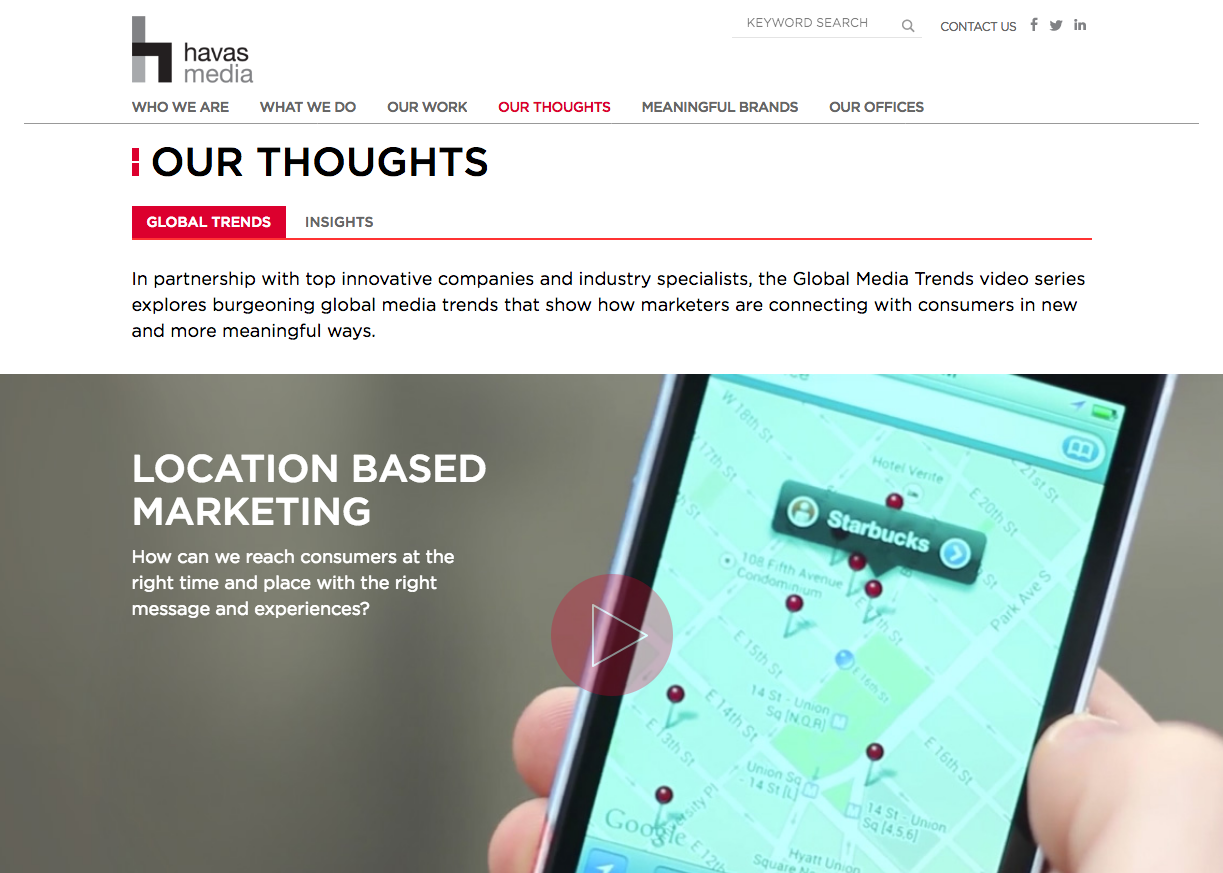 havas
media
KEYWORD SEARCH
CONTACT US
WHO WE ARE
WHAT WE DO
OUR WORK
OUR THOUGHTS
MEANINGFUL BRANDS
OUR OFFICES
OUR THOUGHTS
GLOBAL TRENDS
INSIGHTS
In partnership with top innovative companies and industry specialists, the Global Media Trends video series
explores burgeoning global media trends that show how marketers are connecting with consumers in new
and more meaningful ways.
LOCATION BASED
MARKETING
How can we reach consumers at the
right time and place with the right
message and experiences?
W 18th St
17th St
Hotel Verite
E 21st St
E 20th St
Starbucks
108 Fifth Avenue
Condominium
Park Ave S
E 15th St
E 16th St
14 St - Union
Sq [N,Q,R]
E 14th St
E 13th St
E 16th St
Union Sq
- 14 St [L]
14 St - Union
Sq [4,5,6]
Google
E 12th
Hyatt Union
Square